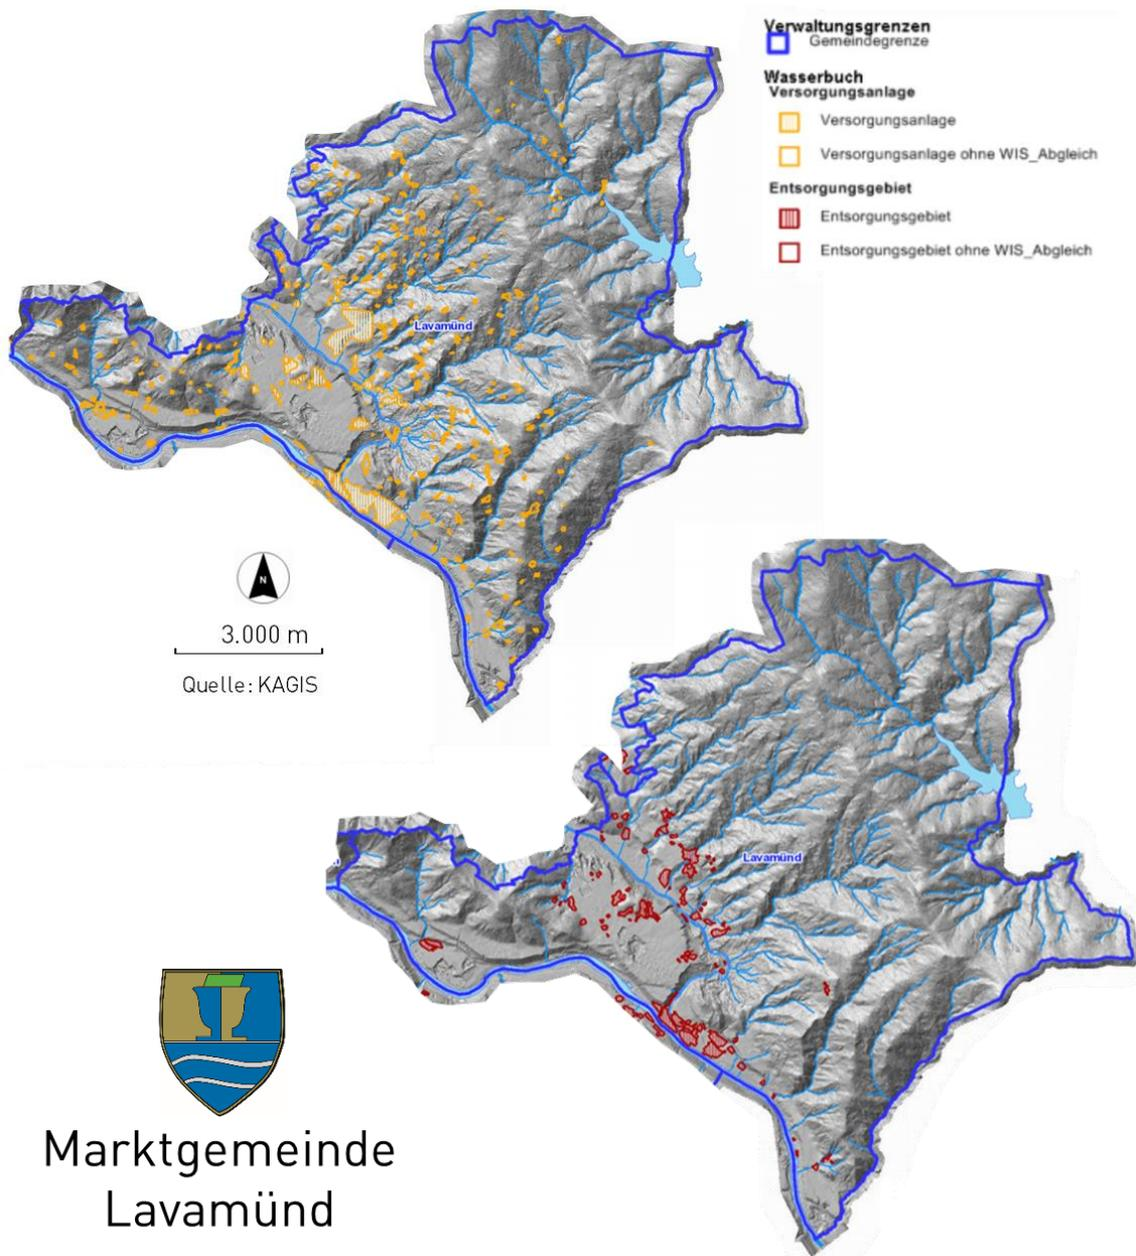 Verwaltungsgrenzen
Gemeindegrenze
Wasserbuch
Versorgungsanlage
Versorgungsanlage
Versorgungsanlage ohne WIS_Abgleich
Entsorgungsgebiet
Entsorgungsgebiet
Entsorgungsgebiet ohne WIS_Abgleich
Lavamünd
N
3.000 m
Quelle: KAGIS
Lavamünd
Marktgemeinde
Lavamünd